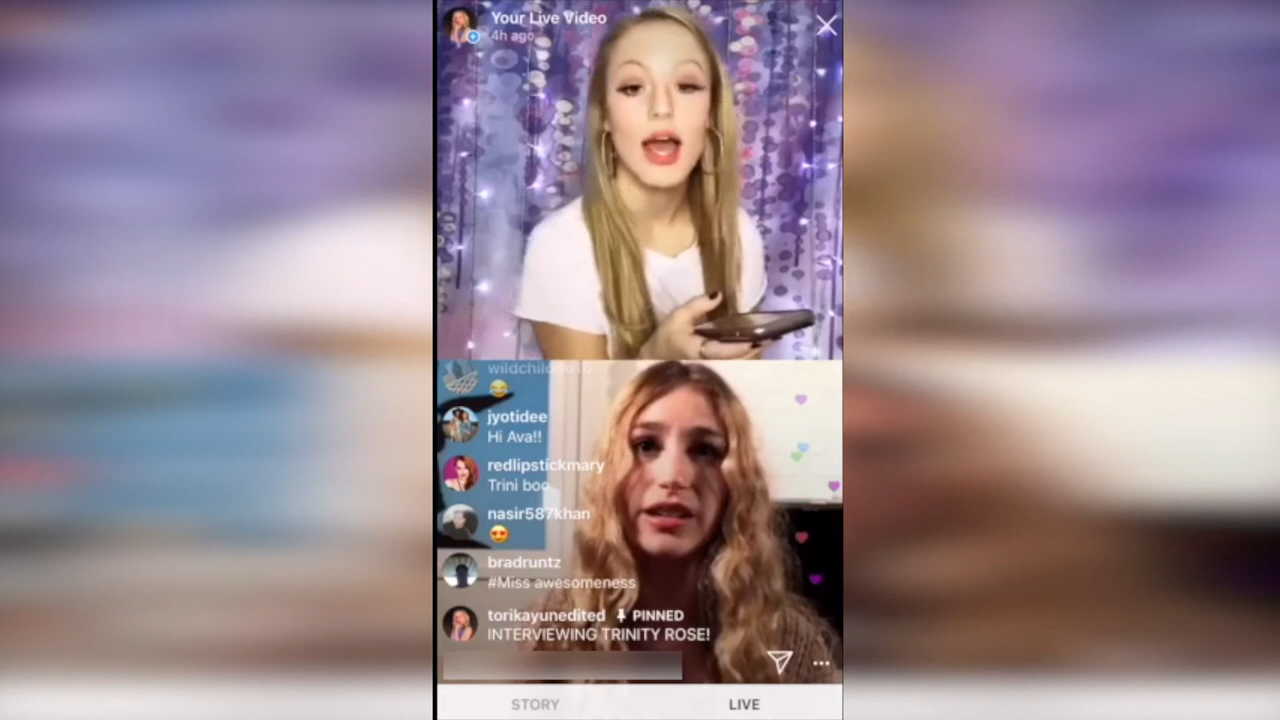 Your Live Video
4h ago
jyotidee
Hi Ava!!
redlipstickmary
Trini boo
nasir587khan
bradruntz
#Miss awesomeness
torikayunedited PINNED
INTERVIEWING TRINITY ROSE!
STORY LIVE